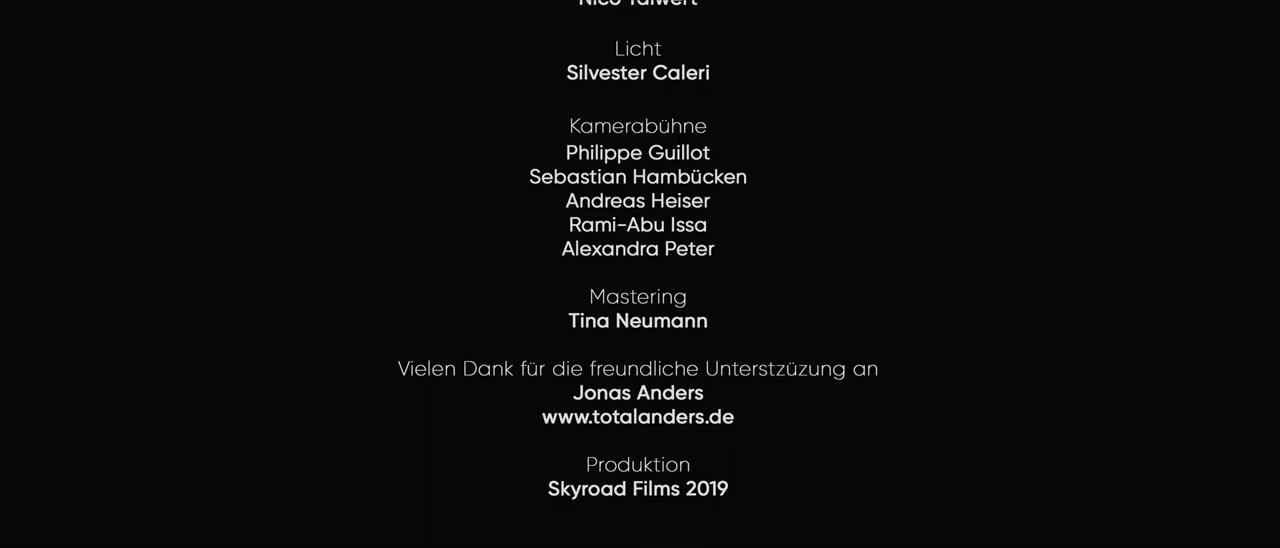 Licht
Silvester Caleri
Kamerabühne
Philippe Guillot
Sebastian Hambücken
Andreas Heiser
Rami-Abu Issa
Alexandra Peter
Mastering
Tina Neumann
Vielen Dank für die freundliche Unterstzüzung an
Jonas Anders
www.totalanders.de
Produktion
Skyroad Films 2019